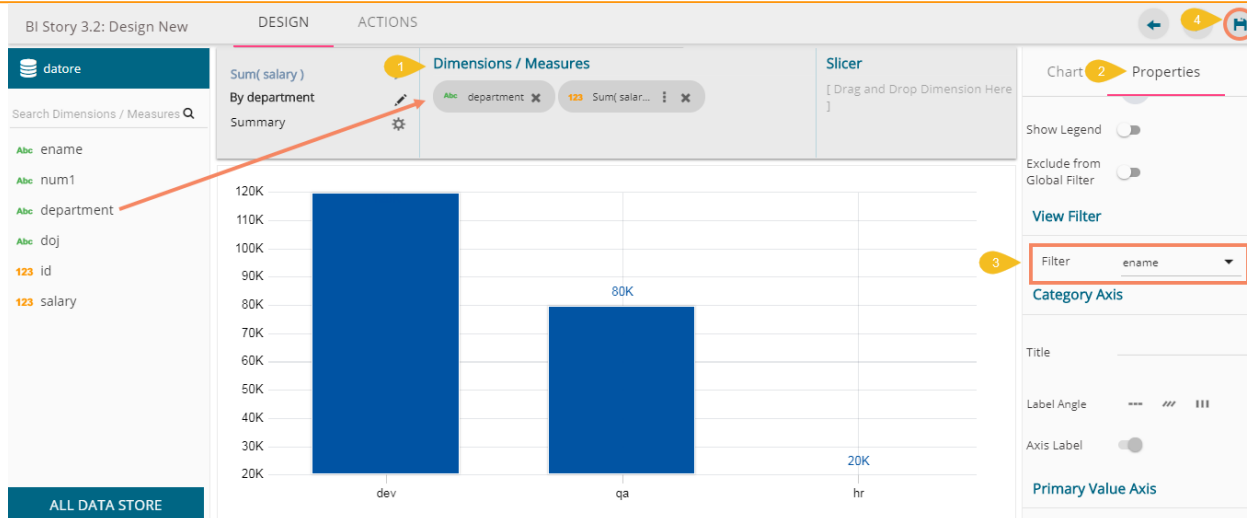 BI Story 3.2: Design New
DESIGN
ACTIONS
4
datore
Search Dimensions / Measures
Abc ename
Abc num1
Abc department
Abc doj
123 id
123 salary
ALL DATA STORE
Sum( salary )
By department
Summary
1
Dimensions / Measures
Abc department
123 Sum( salar...
Slicer
[ Drag and Drop Dimension Here
]
120K
110K
100K
90K
80K
70K
60K
50K
40K
30K
20K
80K
20K
dev
qa
hr
Chart
2
Properties
Show Legend
Exclude from
Global Filter
View Filter
3
Filter
ename
Category Axis
Title
Label Angle
Axis Label
Primary Value Axis